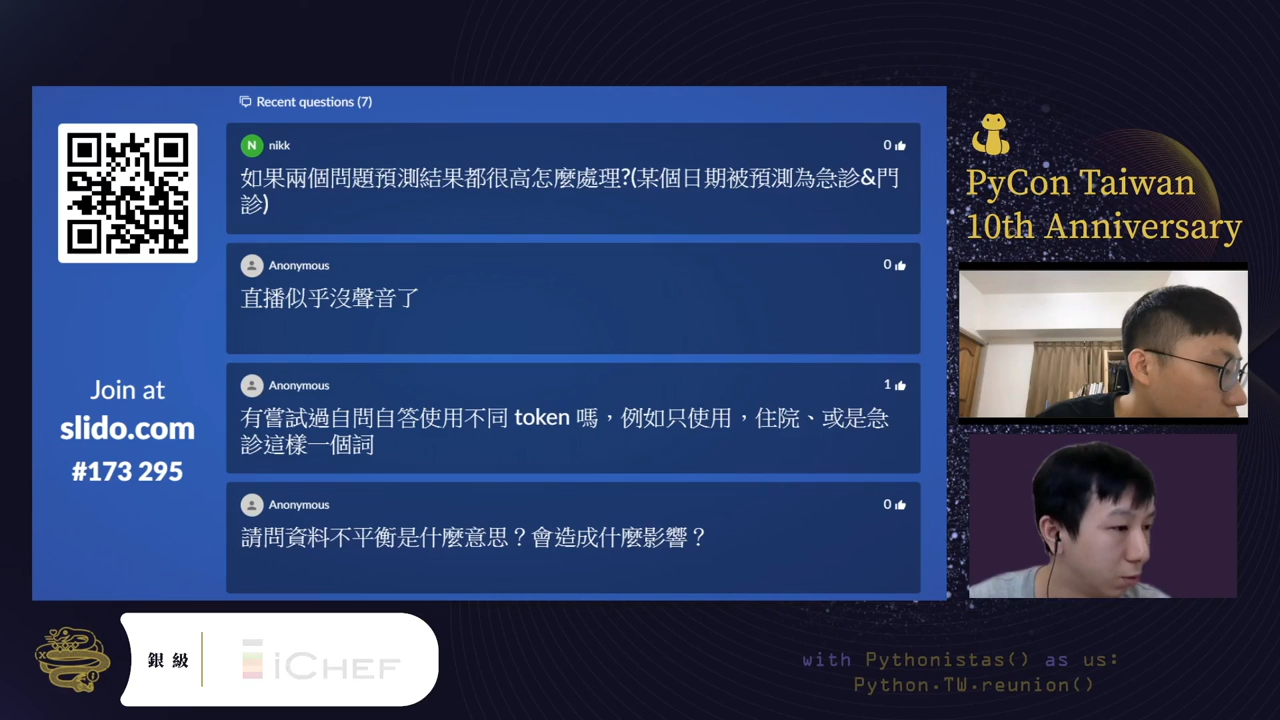 Recent questions (7)
N
nikk
0
如果兩個問題預測結果都很高怎麼處理?(某個日期被預測為急診&門
診)
Anonymous
0
直播似乎沒聲音了
Anonymous
1
有嘗試過自問自答使用不同 token 嗎，例如只使用，住院、或是急
診這樣一個詞
Anonymous
0
請問資料不平衡是什麼意思？會造成什麼影響？
Join at
slido.com
#173 295
PyCon Taiwan
10th Anniversary
銀級
iCHEF
with Pythonistas() as us:
Python.TW.reunion()